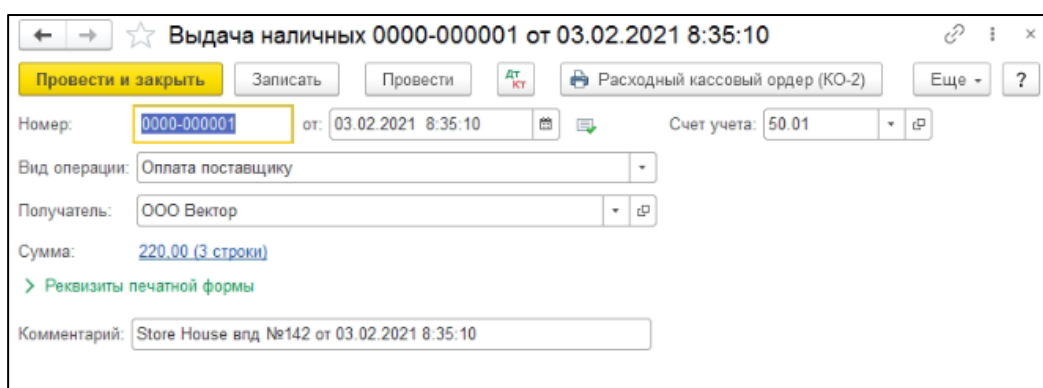 Выдача наличных 0000-000001 от 03.02.2021 8:35:10
Провести и закрыть Записать Провести Дт Кт Расходный кассовый ордер (КО-2) Еще ?
Номер: 0000-000001 от: 03.02.2021 8:35:10 Счет учета: 50.01
Вид операции: Оплата поставщику
Получатель: ООО Вектор
Сумма: 220,00 (3 строки)
Реквизиты печатной формы
Комментарий: Store House впд №142 от 03.02.2021 8:35:10